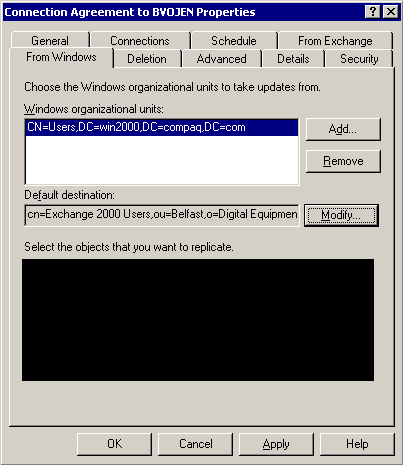 Connection Agreement to BVOJEN Properties
General Connections Schedule From Exchange
From Windows Deletion Advanced Details Security
Choose the Windows organizational units to take updates from.
Windows organizational units:
CN=Users,DC=win2000,DC=compaq,DC=com
Add...
Remove
Default destination:
cn=Exchange 2000 Users,ou=Belfast,o=Digital Equipmen
Modify...
Select the objects that you want to replicate.
OK Cancel Apply Help